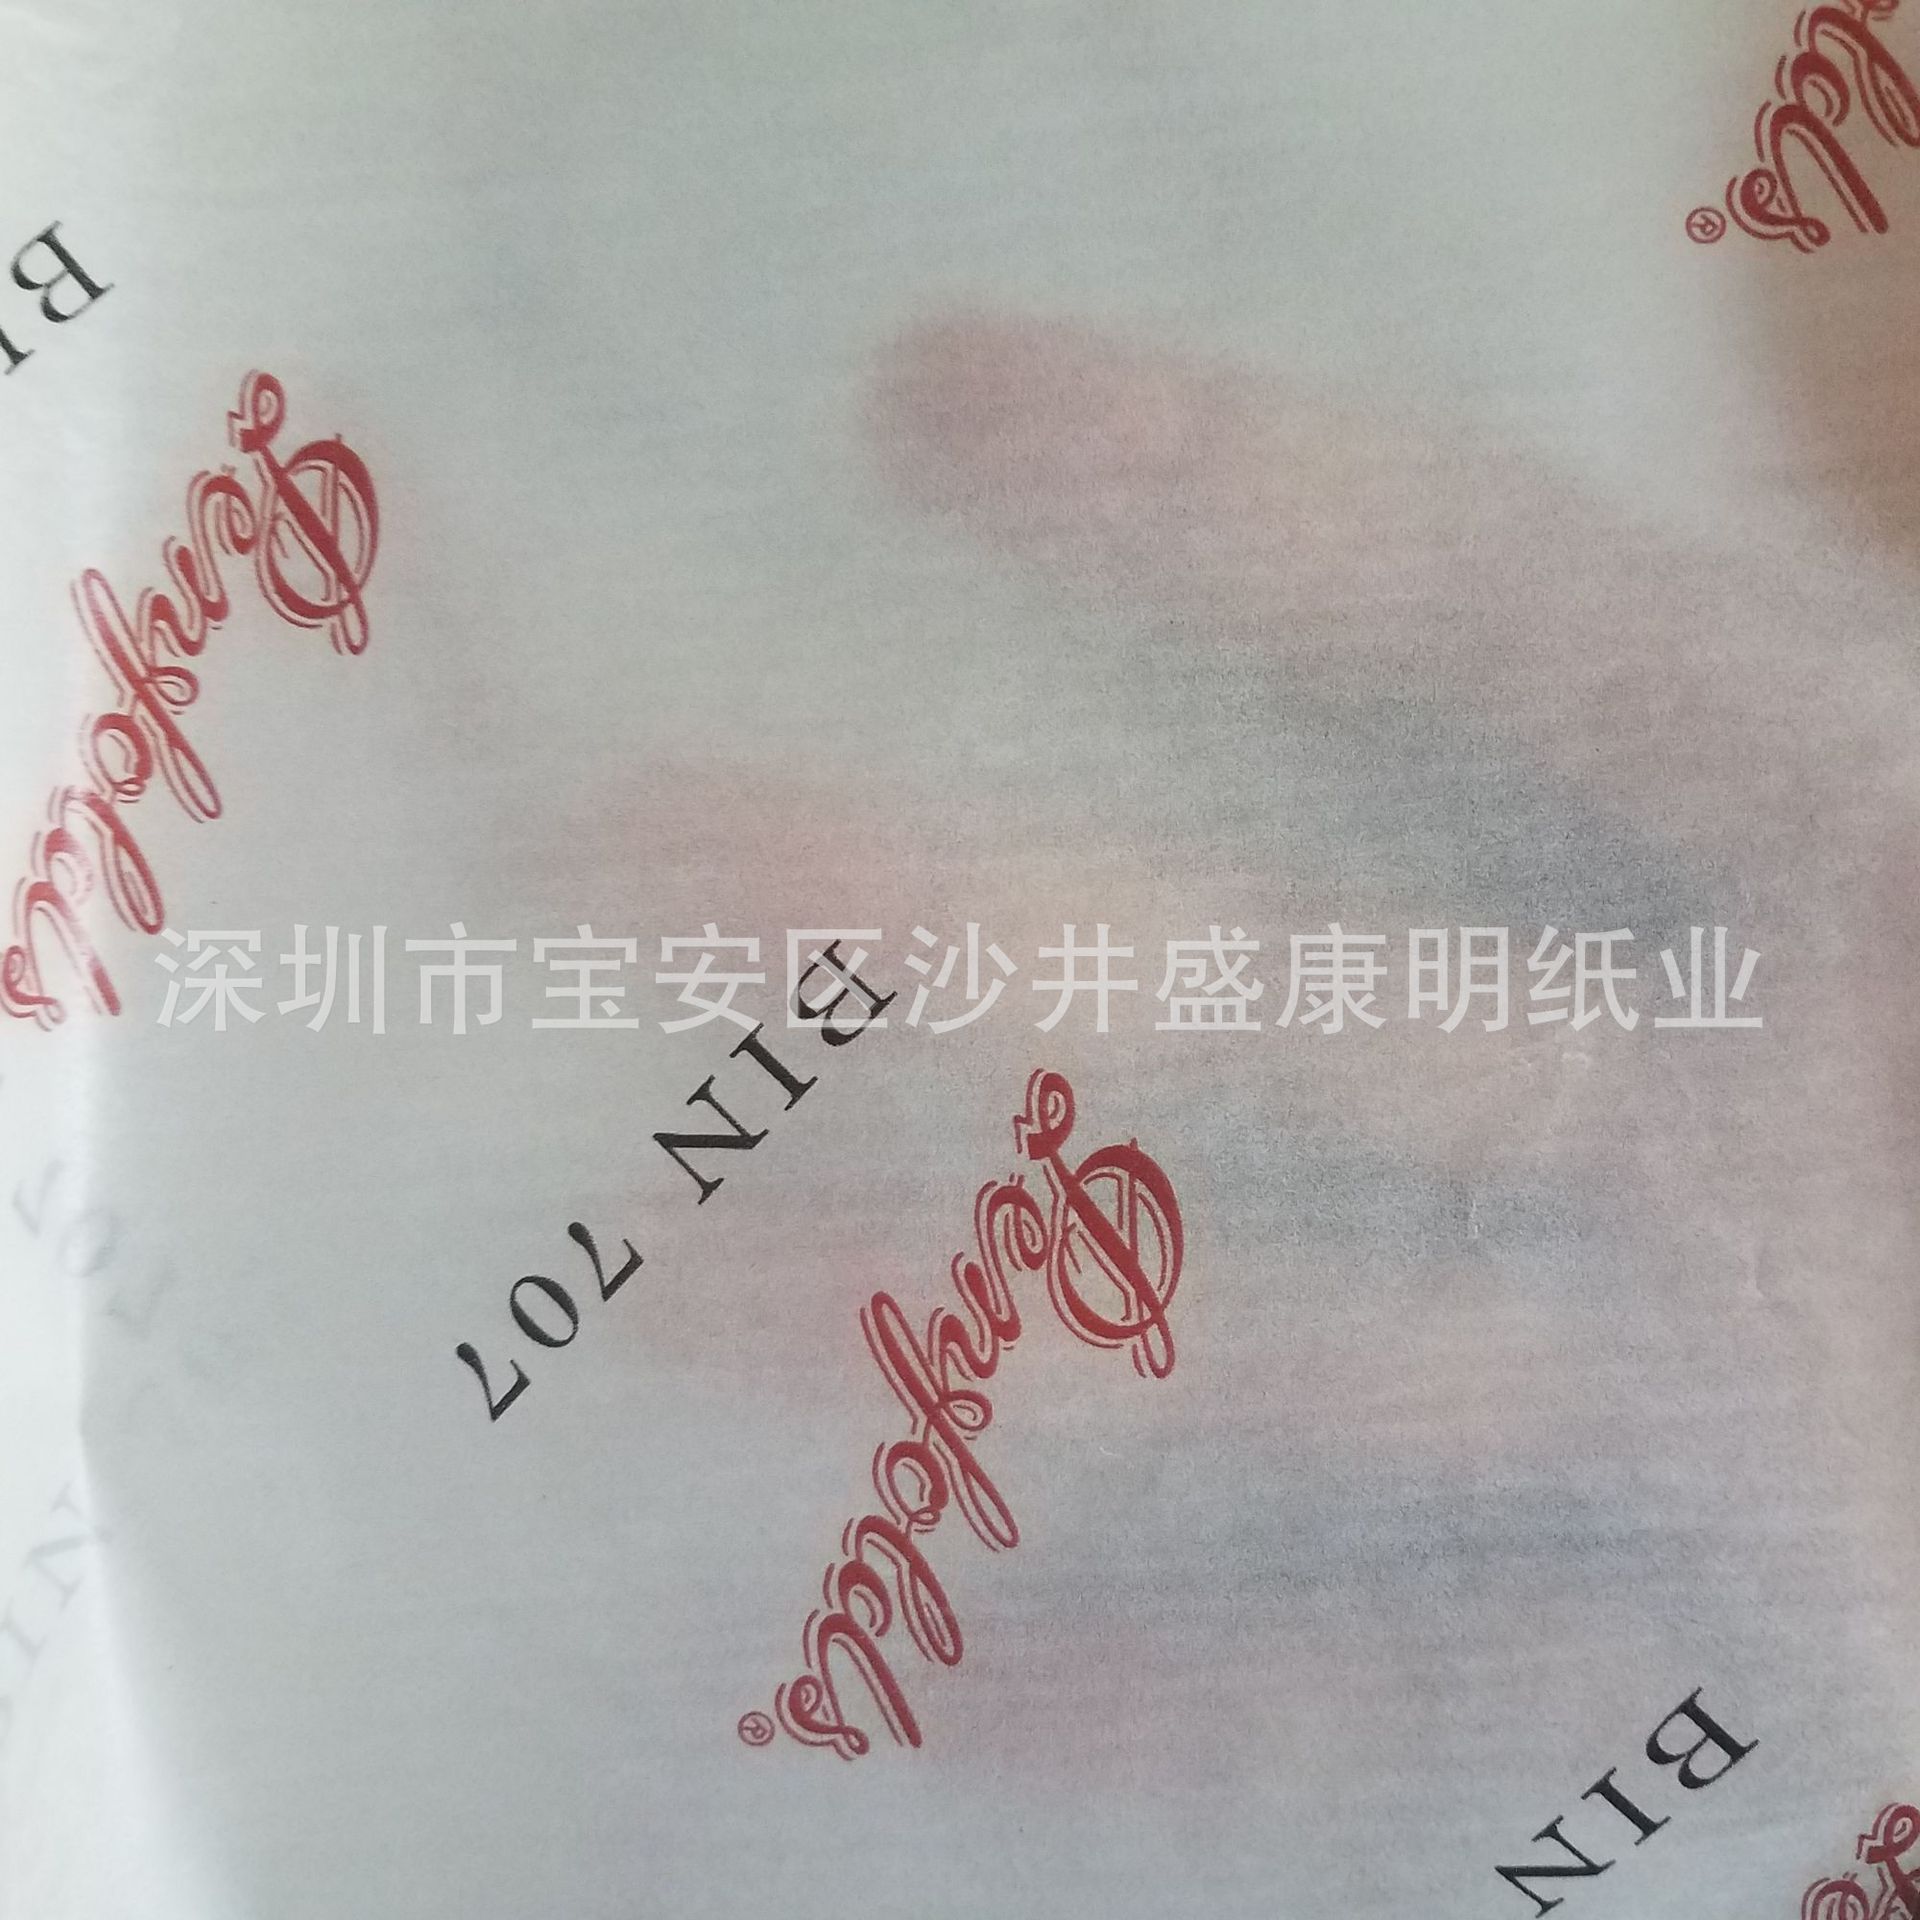 lds®
BI
Penfolds
深圳市宝安区沙井盛康明纸业
BIN 707
Penfolds®
BIN